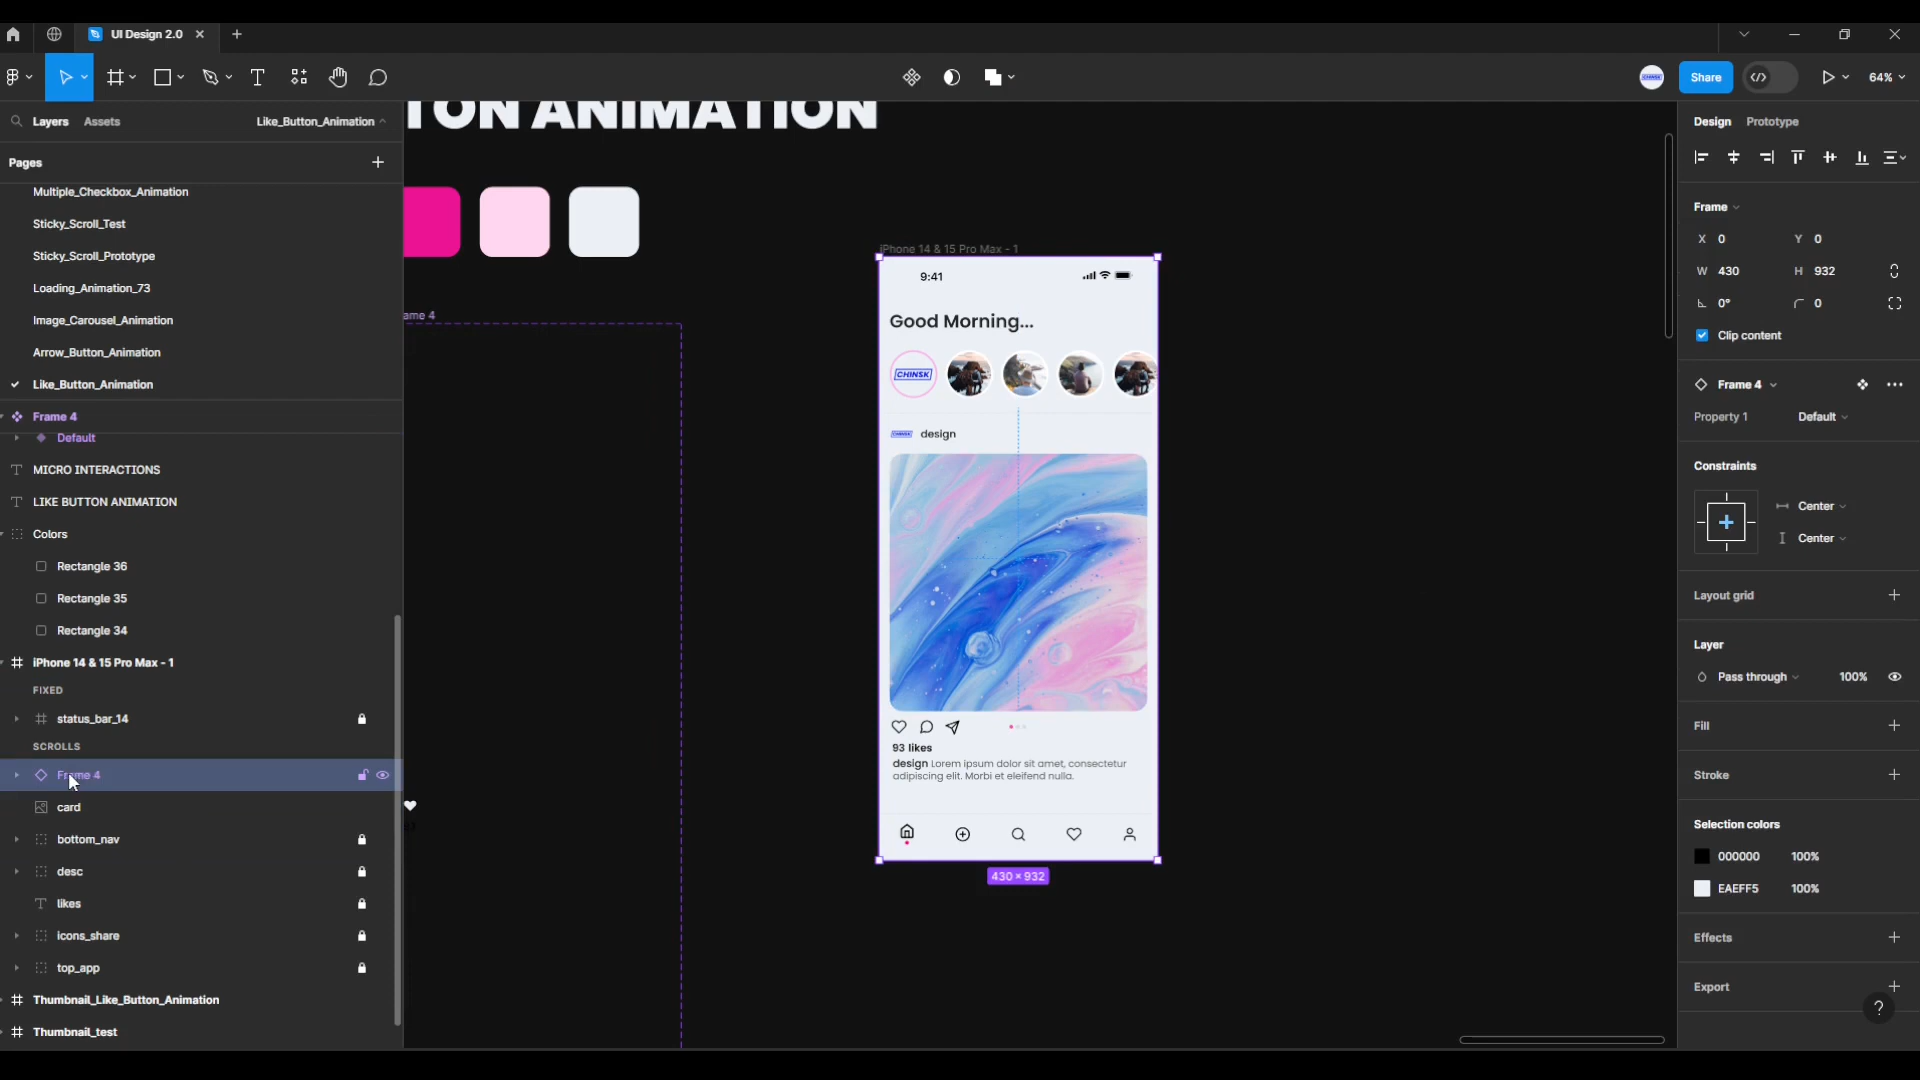 UI Design 2.0
Share
64%
Layers
Assets
Like_Button_Animation
Pages
Multiple_Checkbox_Animation
Sticky_Scroll_Test
Sticky_Scroll_Prototype
Loading_Animation_73
Image_Carousel_Animation
Arrow_Button_Animation
Like_Button_Animation
Frame 4
Default
MICRO INTERACTIONS
LIKE BUTTON ANIMATION
Colors
Rectangle 36
Rectangle 35
Rectangle 34
iPhone 14 & 15 Pro Max - 1
FIXED
status_bar_14
SCROLLS
Frame 4
card
bottom_nav
desc
likes
icons_share
top_app
Thumbnail_Like_Button_Animation
Thumbnail_test
TON ANIMATION
ame 4
iPhone 14 & 15 Pro Max - 1
9:41
Good Morning...
CHINSK
design
93 likes
design Lorem ipsum dolor sit amet, consectetur
adipiscing elit. Morbi et eleifend nulla.
430 × 932
Design
Prototype
Frame
X 0
Y 0
W 430
H 932
0°
0
Clip content
Frame 4
Property 1
Default
Constraints
Center
Center
Layout grid
Layer
Pass through
100%
Fill
Stroke
Selection colors
000000
100%
EAEFF5
100%
Effects
Export
?